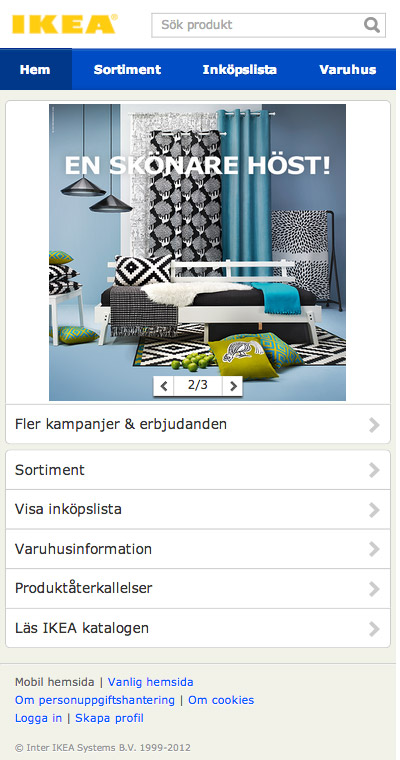 IKEA®
Sök produkt
Hem Sortiment Inköpslista Varuhus
EN SKÖNARE HÖST!
2/3
Fler kampanjer & erbjudanden
Sortiment
Visa inköpslista
Varuhusinformation
Produktåterkallelser
Läs IKEA katalogen
Mobil hemsida | Vanlig hemsida
Om personuppgiftshantering | Om cookies
Logga in | Skapa profil
© Inter IKEA Systems B.V. 1999-2012